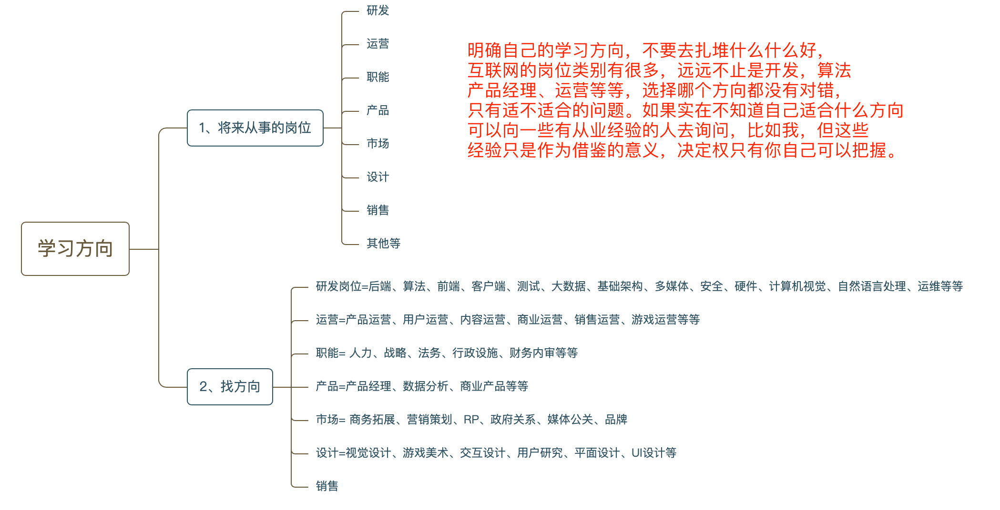 学习方向
1、将来从事的岗位
研发
运营
职能
产品
市场
设计
销售
其他等
明确自己的学习方向，不要去扎堆什么什么好，
互联网的岗位类别有很多，远远不止是开发，算法
产品经理、运营等等，选择哪个方向都没有对错，
只有适不适合的问题。如果实在不知道自己适合什么方向
可以向一些有从业经验的人去询问，比如我，但这些
经验只是作为借鉴的意义，决定权只有你自己可以把握。
2、找方向
研发岗位=后端、算法、前端、客户端、测试、大数据、基础架构、多媒体、安全、硬件、计算机视觉、自然语言处理、运维等等
运营=产品运营、用户运营、内容运营、商业运营、销售运营、游戏运营等等
职能= 人力、战略、法务、行政设施、财务内审等等
产品=产品经理、数据分析、商业产品等等
市场= 商务拓展、营销策划、RP、政府关系、媒体公关、品牌
设计=视觉设计、游戏美术、交互设计、用户研究、平面设计、UI设计等
销售